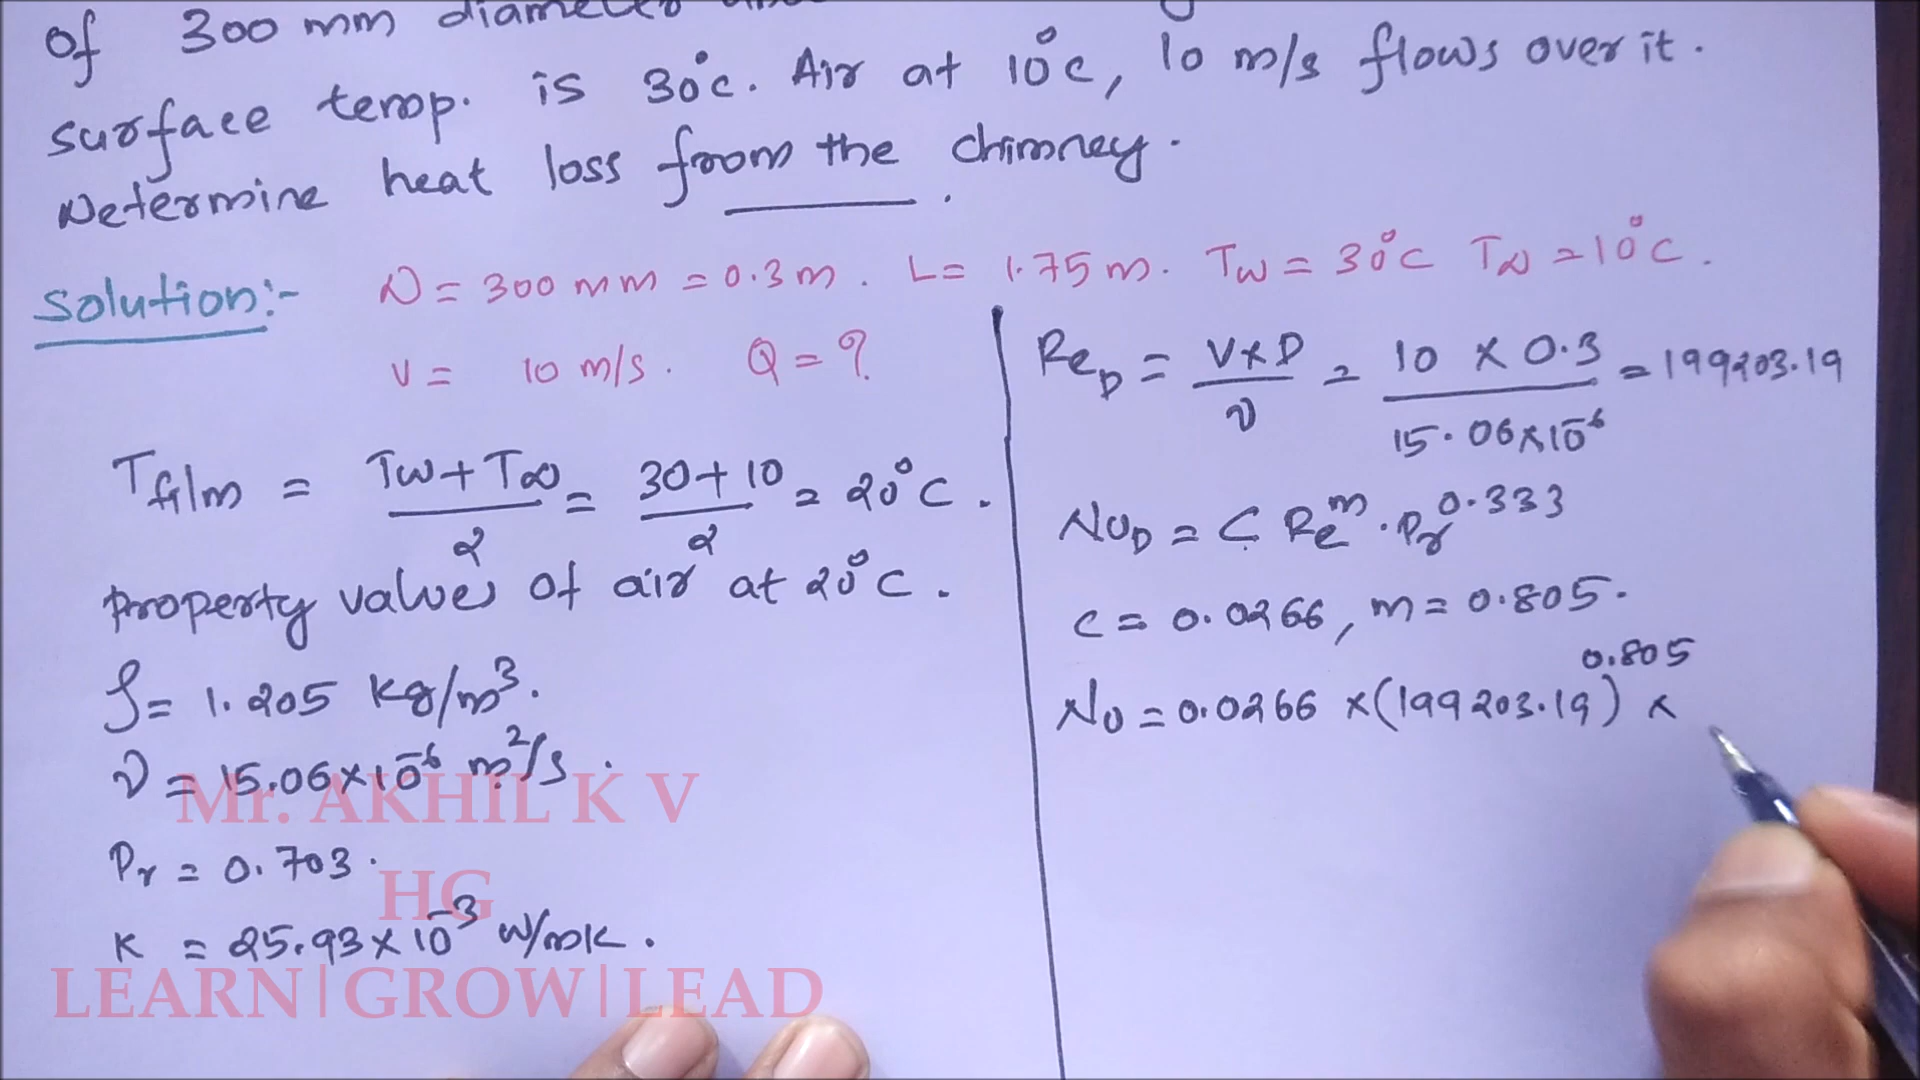 of 300 mm diameter
surface temp. is 30°C. Air at 10°C, 10 m/s flows over it.
Determine heat loss from the chimney.
Solution:- D = 300 mm = 0.3 m. L = 1.75 m. Tw = 30°C T∞ = 10°C.
V = 10 m/s. Q = ?
Tfilm = (Tw + T∞)/2 = (30 + 10)/2 = 20°C.
property values of air at 20°C.
ρ = 1.205 kg/m³.
ν = 15.06 × 10⁻⁶ m²/s.
Pr = 0.703.
K = 25.93 × 10⁻³ W/mK.
Re_D = (V × D)/ν = (10 × 0.3)/(15.06 × 10⁻⁶) = 199203.19
Nu_D = C Re^m · Pr^0.333
C = 0.0266, m = 0.805.
Nu = 0.0266 × (199203.19)^0.805 ×
Mr. AKHIL K V
HG
LEARN|GROW|LEAD